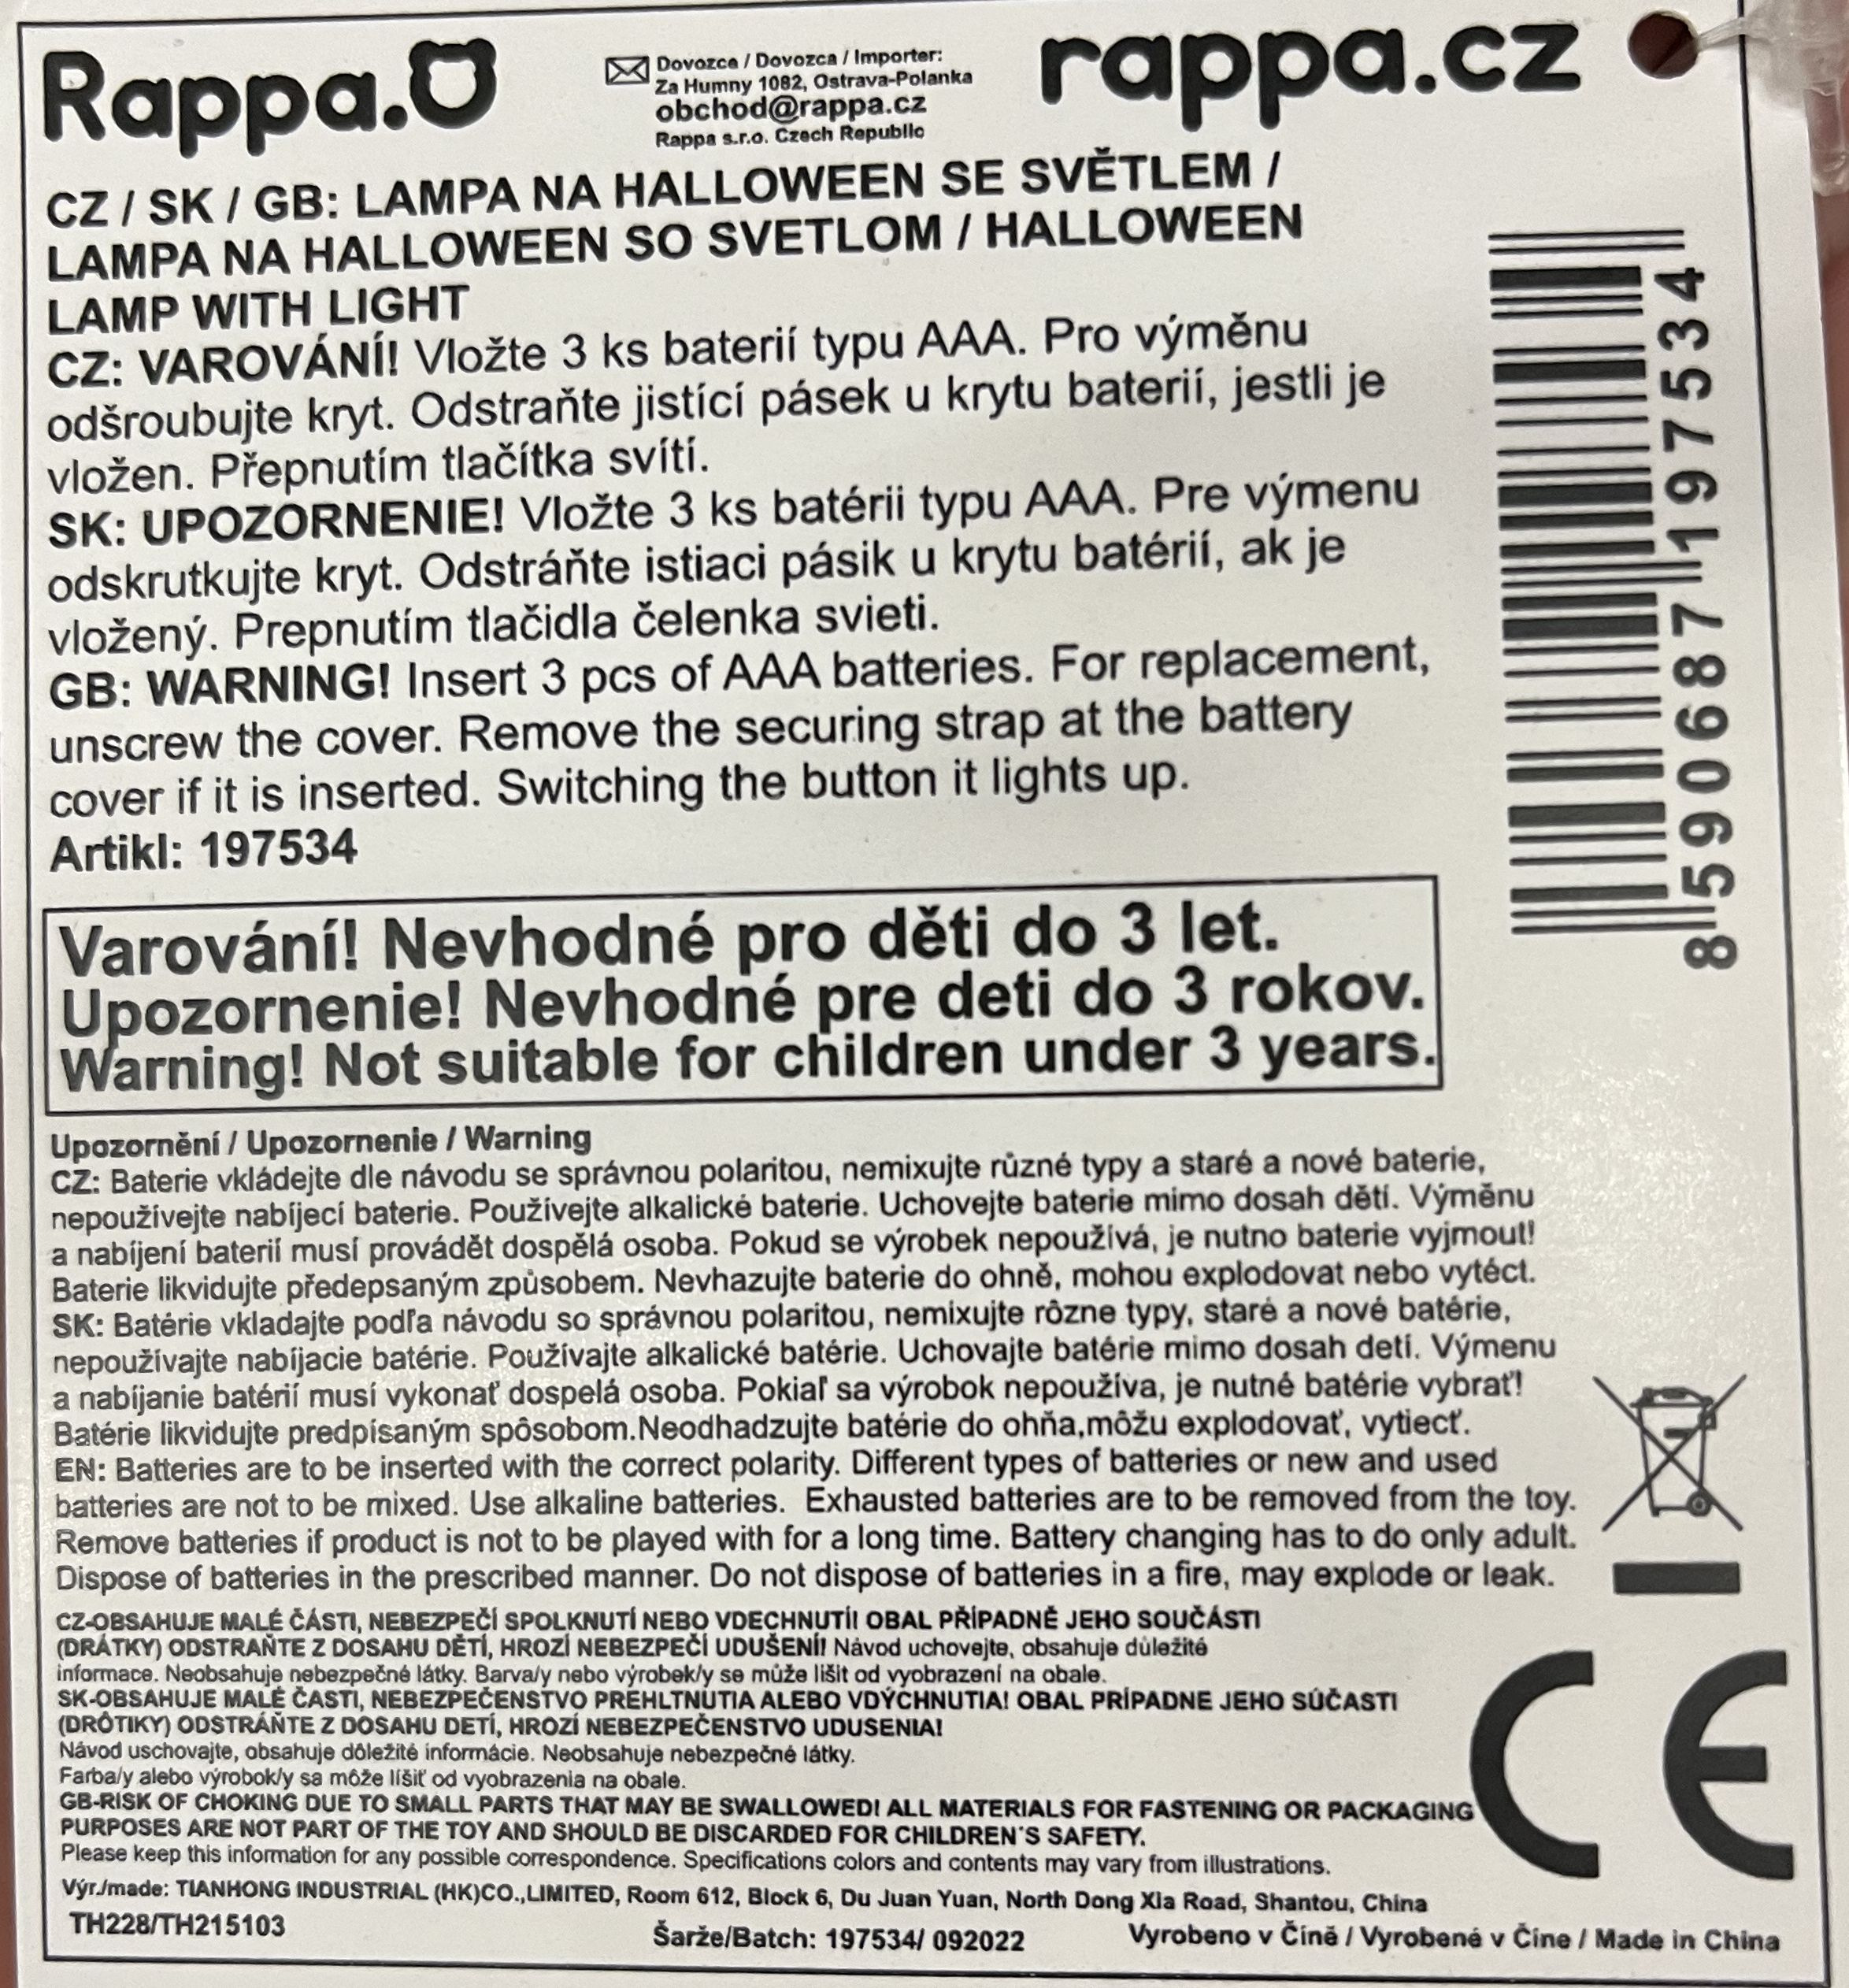 Rappa.
Dovozce / Dovozca / Importer:
Za Humny 1082, Ostrava-Polanka
obchod@rappa.cz
Rappa s.r.o. Czech Republic
rappa.cz
CZ / SK / GB: LAMPA NA HALLOWEEN SE SVĚTLEM /
LAMPA NA HALLOWEEN SO SVETLOM / HALLOWEEN
LAMP WITH LIGHT
CZ: VAROVÁNÍ! Vložte 3 ks baterií typu AAA. Pro výměnu
odšroubujte kryt. Odstraňte jistící pásek u krytu baterií, jestli je
vložen. Přepnutím tlačítka svítí.
SK: UPOZORNENIE! Vložte 3 ks batérii typu AAA. Pre výmenu
odskrutkujte kryt. Odstráňte istiaci pásik u krytu batérií, ak je
vložený. Prepnutím tlačidla čelenka svieti.
GB: WARNING! Insert 3 pcs of AAA batteries. For replacement,
unscrew the cover. Remove the securing strap at the battery
cover if it is inserted. Switching the button it lights up.
Artikl: 197534
8 590687 197534
Varování! Nevhodné pro děti do 3 let.
Upozornenie! Nevhodné pre deti do 3 rokov.
Warning! Not suitable for children under 3 years.
Upozornění / Upozornenie / Warning
CZ: Baterie vkládejte dle návodu se správnou polaritou, nemixujte různé typy a staré a nové baterie,
nepoužívejte nabíjecí baterie. Používejte alkalické baterie. Uchovejte baterie mimo dosah dětí. Výměnu
a nabíjení baterií musí provádět dospělá osoba. Pokud se výrobek nepoužívá, je nutno baterie vyjmout!
Baterie likvidujte předepsaným způsobem. Nevhazujte baterie do ohně, mohou explodovat nebo vytéct.
SK: Batérie vkladajte podľa návodu so správnou polaritou, nemixujte rôzne typy, staré a nové batérie,
nepoužívajte nabíjacie batérie. Používajte alkalické batérie. Uchovajte batérie mimo dosah detí. Výmenu
a nabíjanie batérií musí vykonať dospelá osoba. Pokiaľ sa výrobok nepoužíva, je nutné batérie vybrať!
Batérie likvidujte predpísaným spôsobom.Neodhadzujte batérie do ohňa,môžu explodovať, vytiecť.
EN: Batteries are to be inserted with the correct polarity. Different types of batteries or new and used
batteries are not to be mixed. Use alkaline batteries. Exhausted batteries are to be removed from the toy.
Remove batteries if product is not to be played with for a long time. Battery changing has to do only adult.
Dispose of batteries in the prescribed manner. Do not dispose of batteries in a fire, may explode or leak.
CZ-OBSAHUJE MALÉ ČÁSTI, NEBEZPEČÍ SPOLKNUTÍ NEBO VDECHNUTÍ! OBAL PŘÍPADNĚ JEHO SOUČÁSTI
(DRÁTKY) ODSTRAŇTE Z DOSAHU DĚTÍ, HROZÍ NEBEZPEČÍ UDUŠENÍ! Návod uchovejte, obsahuje důležité
informace. Neobsahuje nebezpečné látky. Barva/y nebo výrobek/y se může lišit od vyobrazení na obale.
SK-OBSAHUJE MALÉ ČASTI, NEBEZPEČENSTVO PREHLTNUTIA ALEBO VDÝCHNUTIA! OBAL PRÍPADNE JEHO SÚČASTI
(DRÔTIKY) ODSTRÁŇTE Z DOSAHU DETÍ, HROZÍ NEBEZPEČENSTVO UDUSENIA!
Návod uschovajte, obsahuje dôležité informácie. Neobsahuje nebezpečné látky.
Farba/y alebo výrobok/y sa môže líšiť od vyobrazenia na obale.
GB-RISK OF CHOKING DUE TO SMALL PARTS THAT MAY BE SWALLOWED! ALL MATERIALS FOR FASTENING OR PACKAGING
PURPOSES ARE NOT PART OF THE TOY AND SHOULD BE DISCARDED FOR CHILDREN'S SAFETY.
Please keep this information for any possible correspondence. Specifications colors and contents may vary from illustrations.
CE
Výr./made: TIANHONG INDUSTRIAL (HK)CO.,LIMITED, Room 612, Block 6, Du Juan Yuan, North Dong Xia Road, Shantou, China
TH228/TH215103 Šarže/Batch: 197534/ 092022 Vyrobeno v Číně / Vyrobené v Číne / Made in China